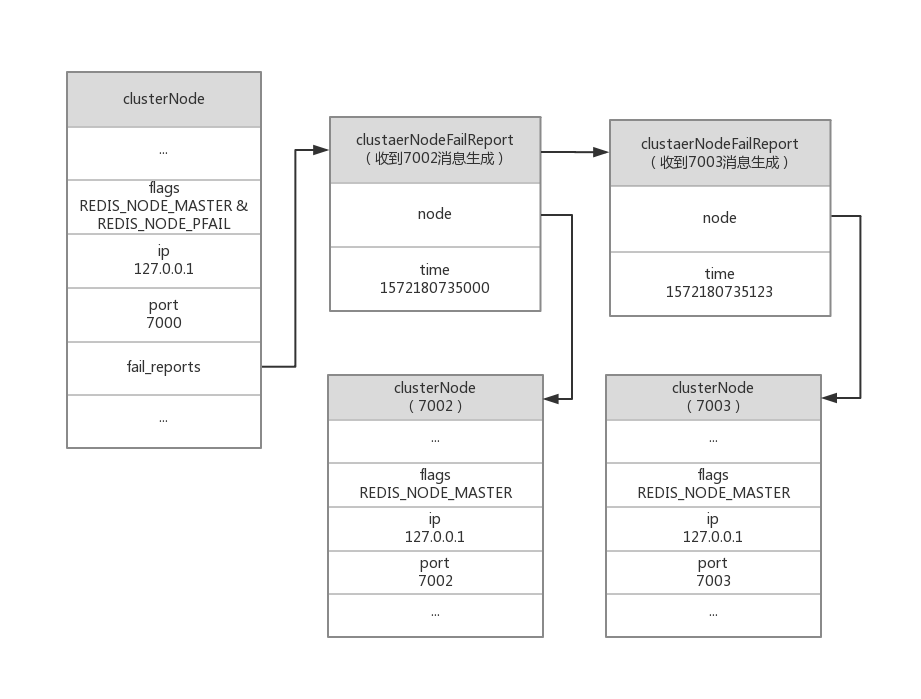 clusterNode
...
flags
REDIS_NODE_MASTER &
REDIS_NODE_PFAIL
ip
127.0.0.1
port
7000
fail_reports
...
clustaerNodeFailReport
（收到7002消息生成）
node
time
1572180735000
clustaerNodeFailReport
（收到7003消息生成）
node
time
1572180735123
clusterNode
（7002）
...
flags
REDIS_NODE_MASTER
ip
127.0.0.1
port
7002
...
clusterNode
（7003）
...
flags
REDIS_NODE_MASTER
ip
127.0.0.1
port
7003
...